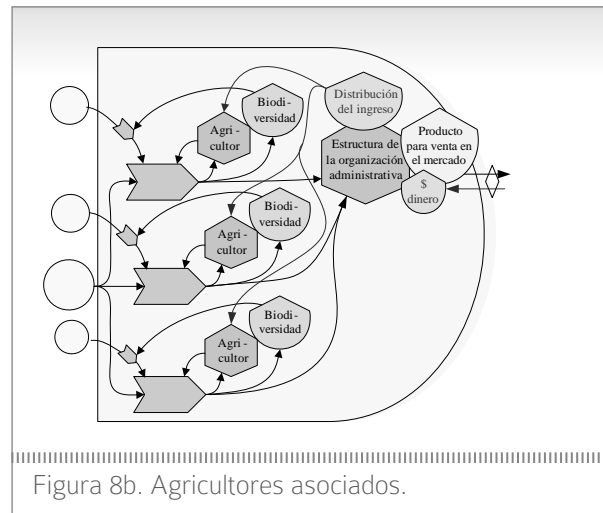 Distribución
del ingreso
Biodi-
versidad
Agri -
cultor
Estructura de
la organización
administrativa
Producto
para venta en
el mercado
$
dinero
Biodi-
versidad
Agri -
cultor
Biodi-
versidad
Agri -
cultor
Figura 8b. Agricultores asociados.